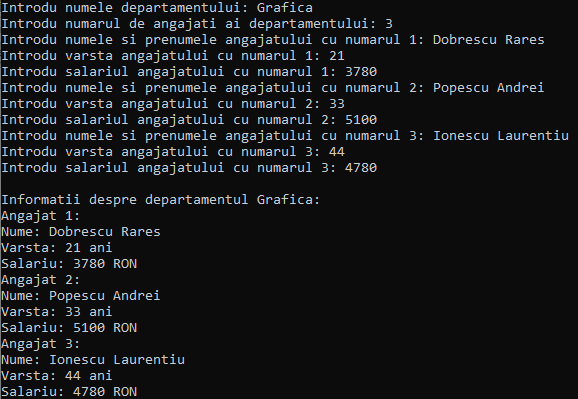 Introdu numele departamentului: Grafica
Introdu numarul de angajati ai departamentului: 3
Introdu numele si prenumele angajatului cu numarul 1: Dobrescu Rares
Introdu varsta angajatului cu numarul 1: 21
Introdu salariul angajatului cu numarul 1: 3780
Introdu numele si prenumele angajatului cu numarul 2: Popescu Andrei
Introdu varsta angajatului cu numarul 2: 33
Introdu salariul angajatului cu numarul 2: 5100
Introdu numele si prenumele angajatului cu numarul 3: Ionescu Laurentiu
Introdu varsta angajatului cu numarul 3: 44
Introdu salariul angajatului cu numarul 3: 4780

Informatii despre departamentul Grafica:
Angajat 1:
Nume: Dobrescu Rares
Varsta: 21 ani
Salariu: 3780 RON
Angajat 2:
Nume: Popescu Andrei
Varsta: 33 ani
Salariu: 5100 RON
Angajat 3:
Nume: Ionescu Laurentiu
Varsta: 44 ani
Salariu: 4780 RON